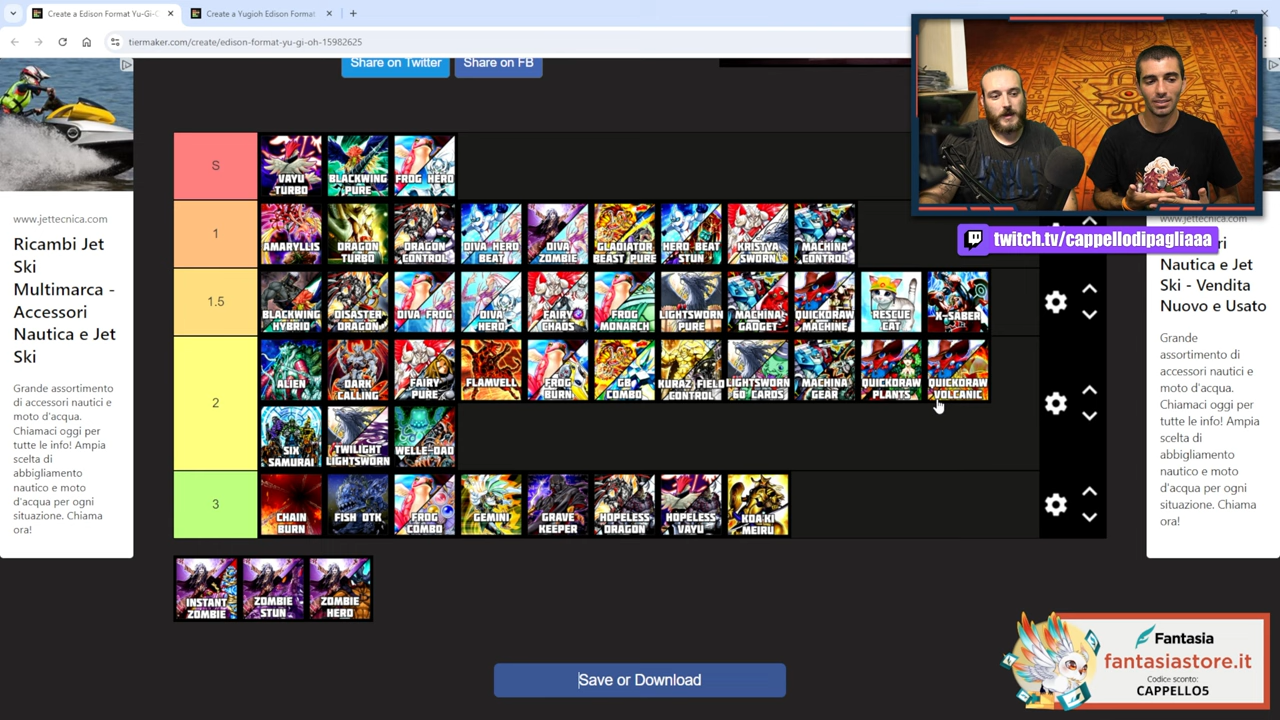 Create a Edison Format Yu-Gi-O
Create a Yugioh Edison Format
tiermaker.com/create/edison-format-yu-gi-oh-15982625
Share on Twitter
Share on FB
www.jettecnica.com
Ricambi Jet
Ski
Multimarca -
Accessori
Nautica e Jet
Ski
Grande
assortimento di
di accessori nautici e
moto d'acqua.
Chiamaci oggi per
tutte le info! Ampia
scelta di
abbigliamento
nautico e moto
d'acqua per ogni
situazione. Chiama
ora!
S
VAYU TURBO
BLACKWING PURE
FROG HERO
1
AMARYLLIS
DRAGON TURBO
DRAGON CONTROL
DIVA HERO BEAT
DIVA ZOMBIE
GLADIATOR BEAST PURE
HERO BEAT STUN
KRISTYA SWORN
MACHINA CONTROL
1.5
BLACKWING HYBRID
DISASTER DRAGON
DIVA FROG
DIVA HERO
FAIRY CHAOS
FROG MONARCH
LIGHTSWORN PURE
MACHINA GADGET
QUICKDRAW MACHINE
RESCUE CAT
X-SABER
2
ALIEN
DARK CALLING
FAIRY PURE
FLAMVELL
FROG BURN
GB COMBO
KURAZ FIELD CONTROL
LIGHTSWORN 60 CARDS
MACHINA GEAR
QUICKDRAW PLANTS
QUICKDRAW VOLCANIC
SIX SAMURAI
TWILIGHT LIGHTSWORN
WELLE-DAD
3
CHAIN BURN
FISH OTK
FROG COMBO
GEMINI
GRAVE KEEPER
HOPELESS DRAGON
HOPELESS VAYU
KOA'KI MEIRU
INSTANT ZOMBIE
ZOMBIE STUN
ZOMBIE HERO
Save or Download
twitch.tv/cappellodipagliaaa
www.jettecnica.com
Nautica e Jet
Ski - Vendita
Nuovo e Usato
Grande
assortimento di
accessori nautici e
moto d'acqua.
Chiamaci oggi per
tutte le info! Ampia
scelta di
abbigliamento
nautico e moto
d'acqua per ogni
situazione. Chiama
ora!
Fantasia
fantasiastore.it
Codice sconto:
CAPPELLO5